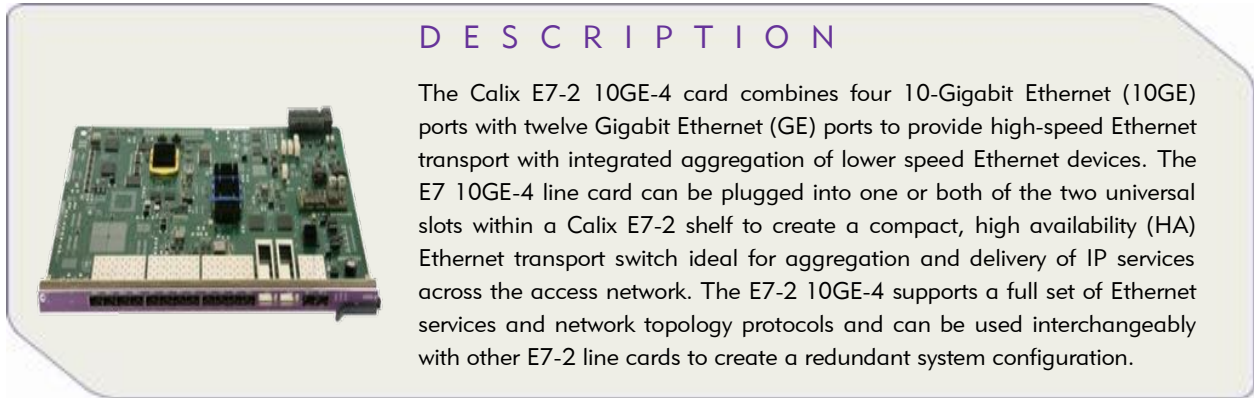 DESCRIPTION
The Calix E7-2 10GE-4 card combines four 10-Gigabit Ethernet (10GE)
ports with twelve Gigabit Ethernet (GE) ports to provide high-speed Ethernet
transport with integrated aggregation of lower speed Ethernet devices. The
E7 10GE-4 line card can be plugged into one or both of the two universal
slots within a Calix E7-2 shelf to create a compact, high availability (HA)
Ethernet transport switch ideal for aggregation and delivery of IP services
across the access network. The E7-2 10GE-4 supports a full set of Ethernet
services and network topology protocols and can be used interchangeably
with other E7-2 line cards to create a redundant system configuration.